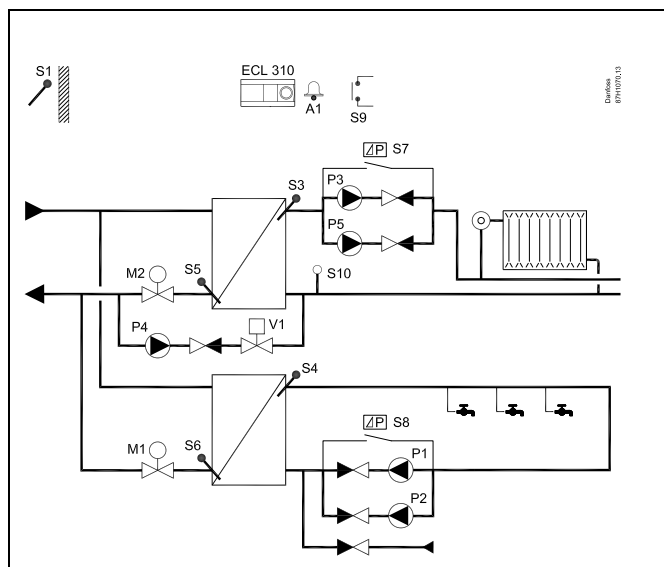 S1
ECL 310
A1
S9
Danfoss
87H1070.13
⊿P S7
P3
S3
P5
M2
S5
S10
P4
V1
S4
⊿P S8
M1
S6
P1
P2